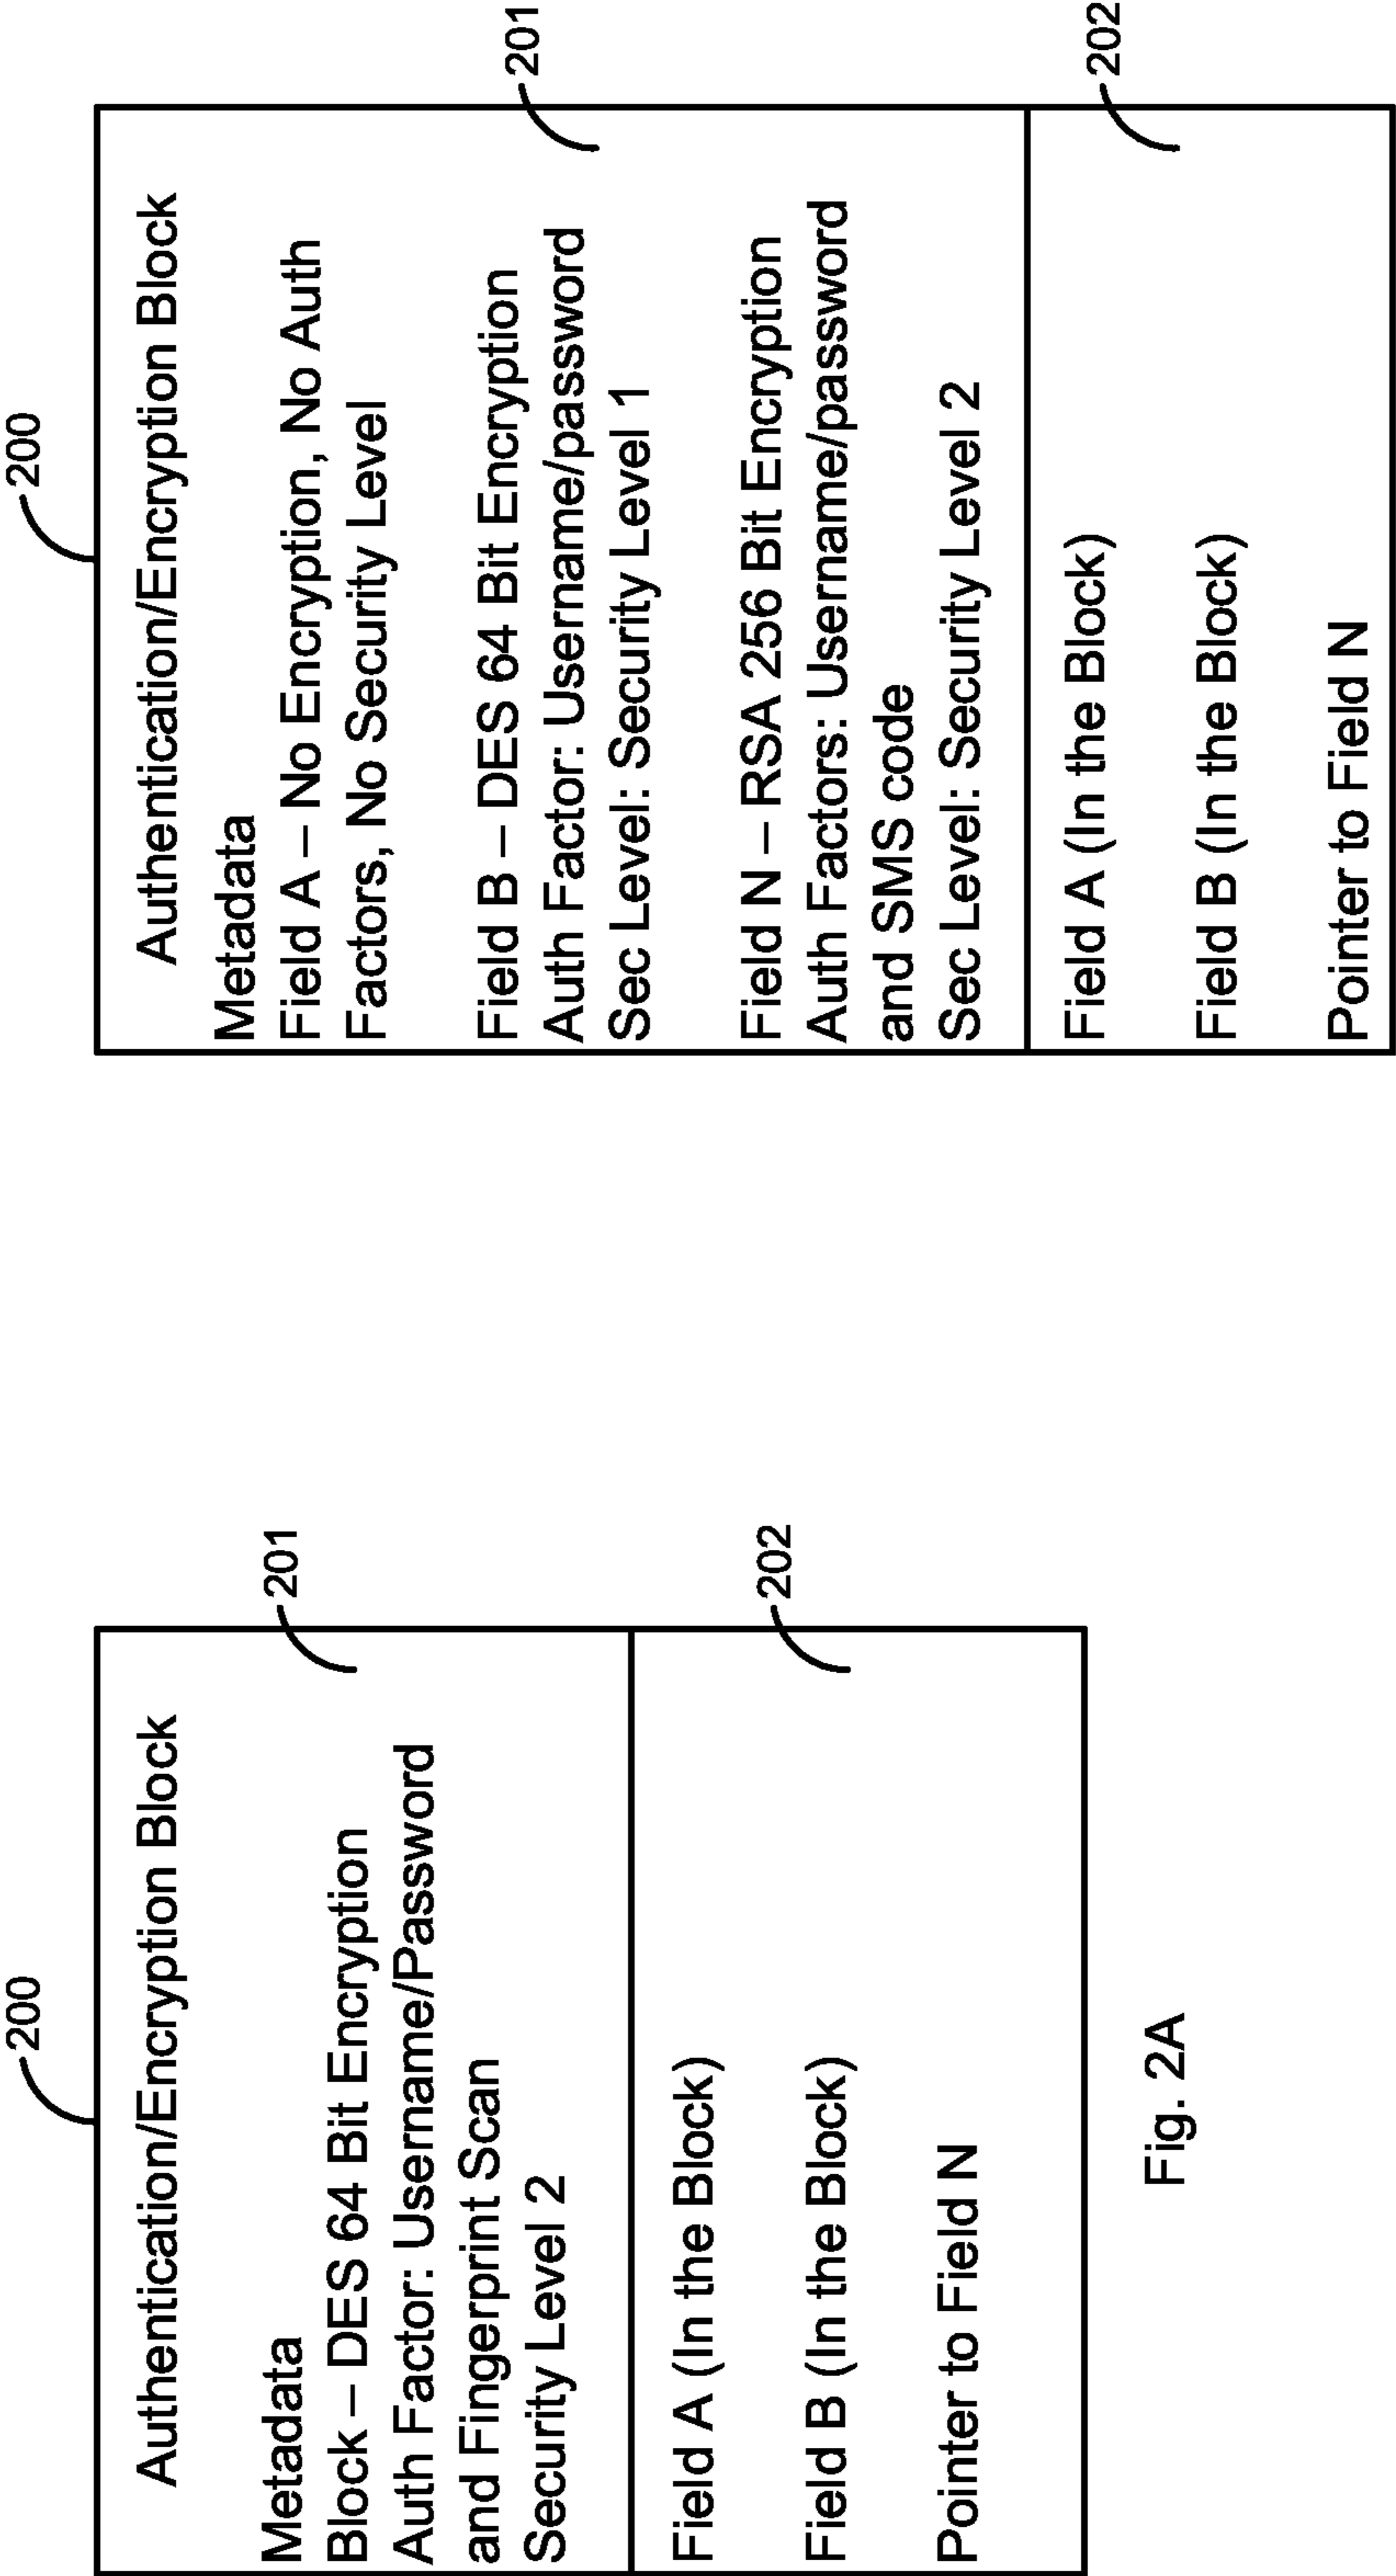 200
Authentication/Encryption Block
Metadata
Block – DES 64 Bit Encryption
Auth Factor: Username/Password
and Fingerprint Scan
Security Level 2
201
Field A (In the Block)
Field B (In the Block)
Pointer to Field N
202
Fig. 2A
200
Authentication/Encryption Block
Metadata
Field A – No Encryption, No Auth
Factors, No Security Level
Field B – DES 64 Bit Encryption
Auth Factor: Username/password
Sec Level: Security Level 1
Field N – RSA 256 Bit Encryption
Auth Factors: Username/password
and SMS code
Sec Level: Security Level 2
201
Field A (In the Block)
Field B (In the Block)
Pointer to Field N
202